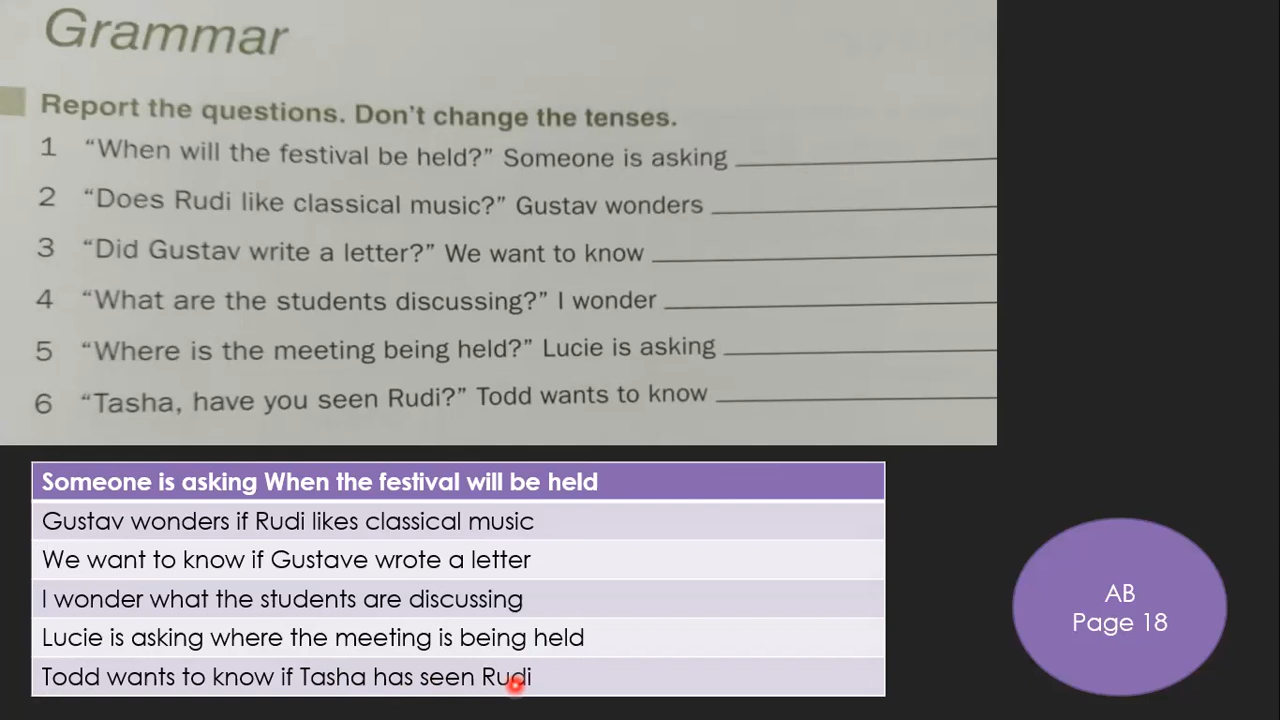 Grammar
Report the questions. Don't change the tenses.
1 "When will the festival be held?" Someone is asking
2 "Does Rudi like classical music?" Gustav wonders
3 "Did Gustav write a letter?" We want to know
4 "What are the students discussing?" I wonder
5 "Where is the meeting being held?" Lucie is asking
6 "Tasha, have you seen Rudi?" Todd wants to know
Someone is asking When the festival will be held
Gustav wonders if Rudi likes classical music
We want to know if Gustave wrote a letter
I wonder what the students are discussing
Lucie is asking where the meeting is being held
Todd wants to know if Tasha has seen Rudi
AB
Page 18